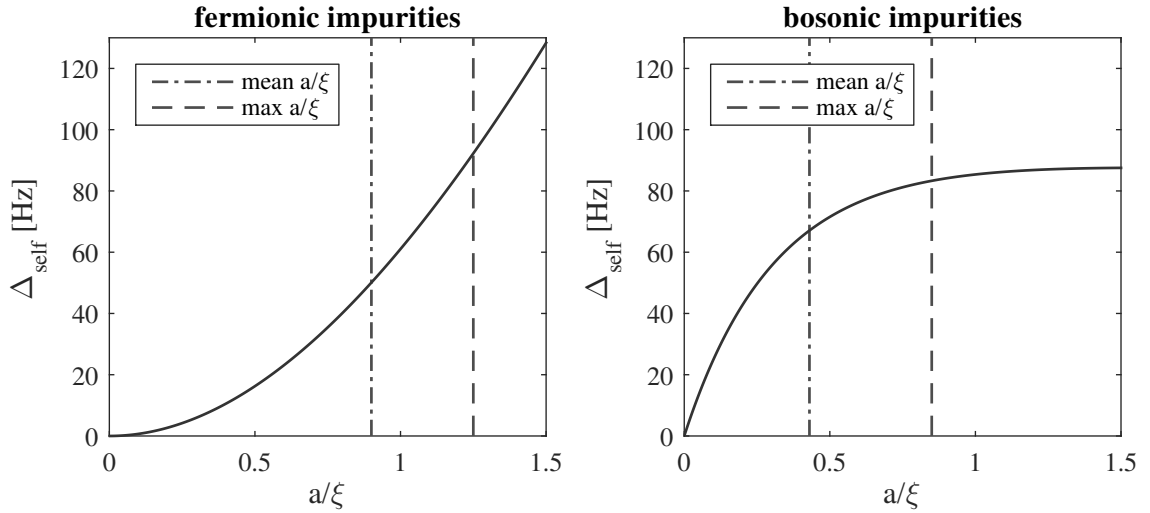 fermionic impurities
120
100
80
60
40
20
0
Δself [Hz]
mean a/ξ
max a/ξ
0
0.5
1
1.5
a/ξ
bosonic impurities
120
100
80
60
40
20
0
Δself [Hz]
mean a/ξ
max a/ξ
0
0.5
1
1.5
a/ξ